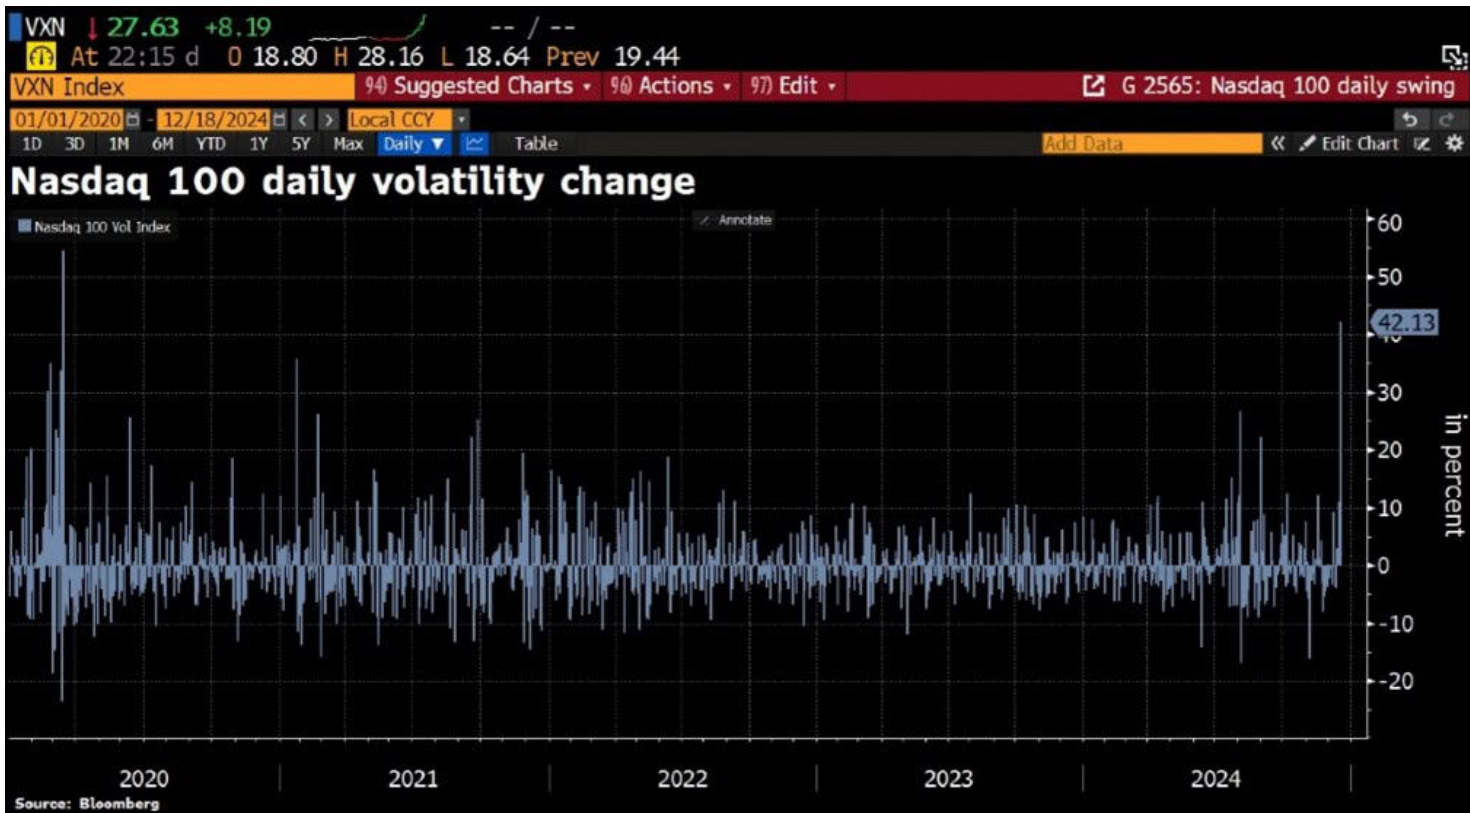 VXN ↓ 27.63 +8.19 -- / --
At 22:15 d O 18.80 H 28.16 L 18.64 Prev 19.44
VXN Index 94) Suggested Charts 96) Actions 97) Edit G 2565: Nasdaq 100 daily swing
01/01/2020 - 12/18/2024 < > Local CCY
1D 3D 1M 6M YTD 1Y 5Y Max Daily ▼ Table Add Data « Edit Chart
Nasdaq 100 daily volatility change
Nasdaq 100 Vol Index
Annotate
60
50
42.13
30
20
10
0
-10
-20
in percent
2020 2021 2022 2023 2024
Source: Bloomberg